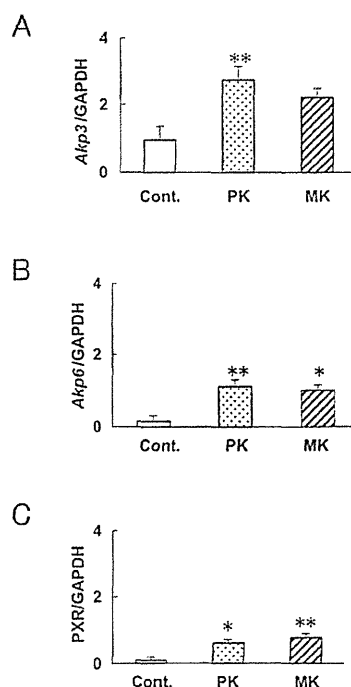 A
Akp3/GAPDH
4
2
0
**
Cont. PK MK
B
Akp6/GAPDH
4
2
0
** *
Cont. PK MK
C
PXR/GAPDH
4
2
0
* **
Cont. PK MK